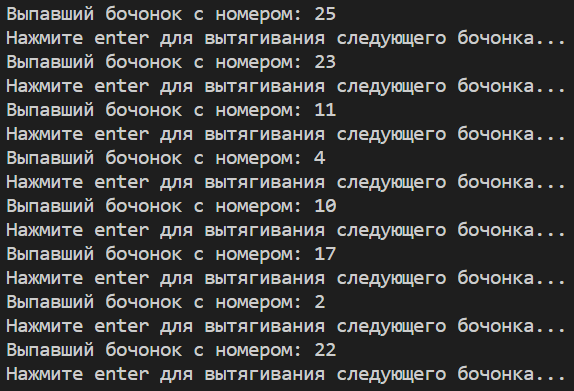 Выпавший бочонок с номером: 25
Нажмите enter для вытягивания следующего бочонка...
Выпавший бочонок с номером: 23
Нажмите enter для вытягивания следующего бочонка...
Выпавший бочонок с номером: 11
Нажмите enter для вытягивания следующего бочонка...
Выпавший бочонок с номером: 4
Нажмите enter для вытягивания следующего бочонка...
Выпавший бочонок с номером: 10
Нажмите enter для вытягивания следующего бочонка...
Выпавший бочонок с номером: 17
Нажмите enter для вытягивания следующего бочонка...
Выпавший бочонок с номером: 2
Нажмите enter для вытягивания следующего бочонка...
Выпавший бочонок с номером: 22
Нажмите enter для вытягивания следующего бочонка...